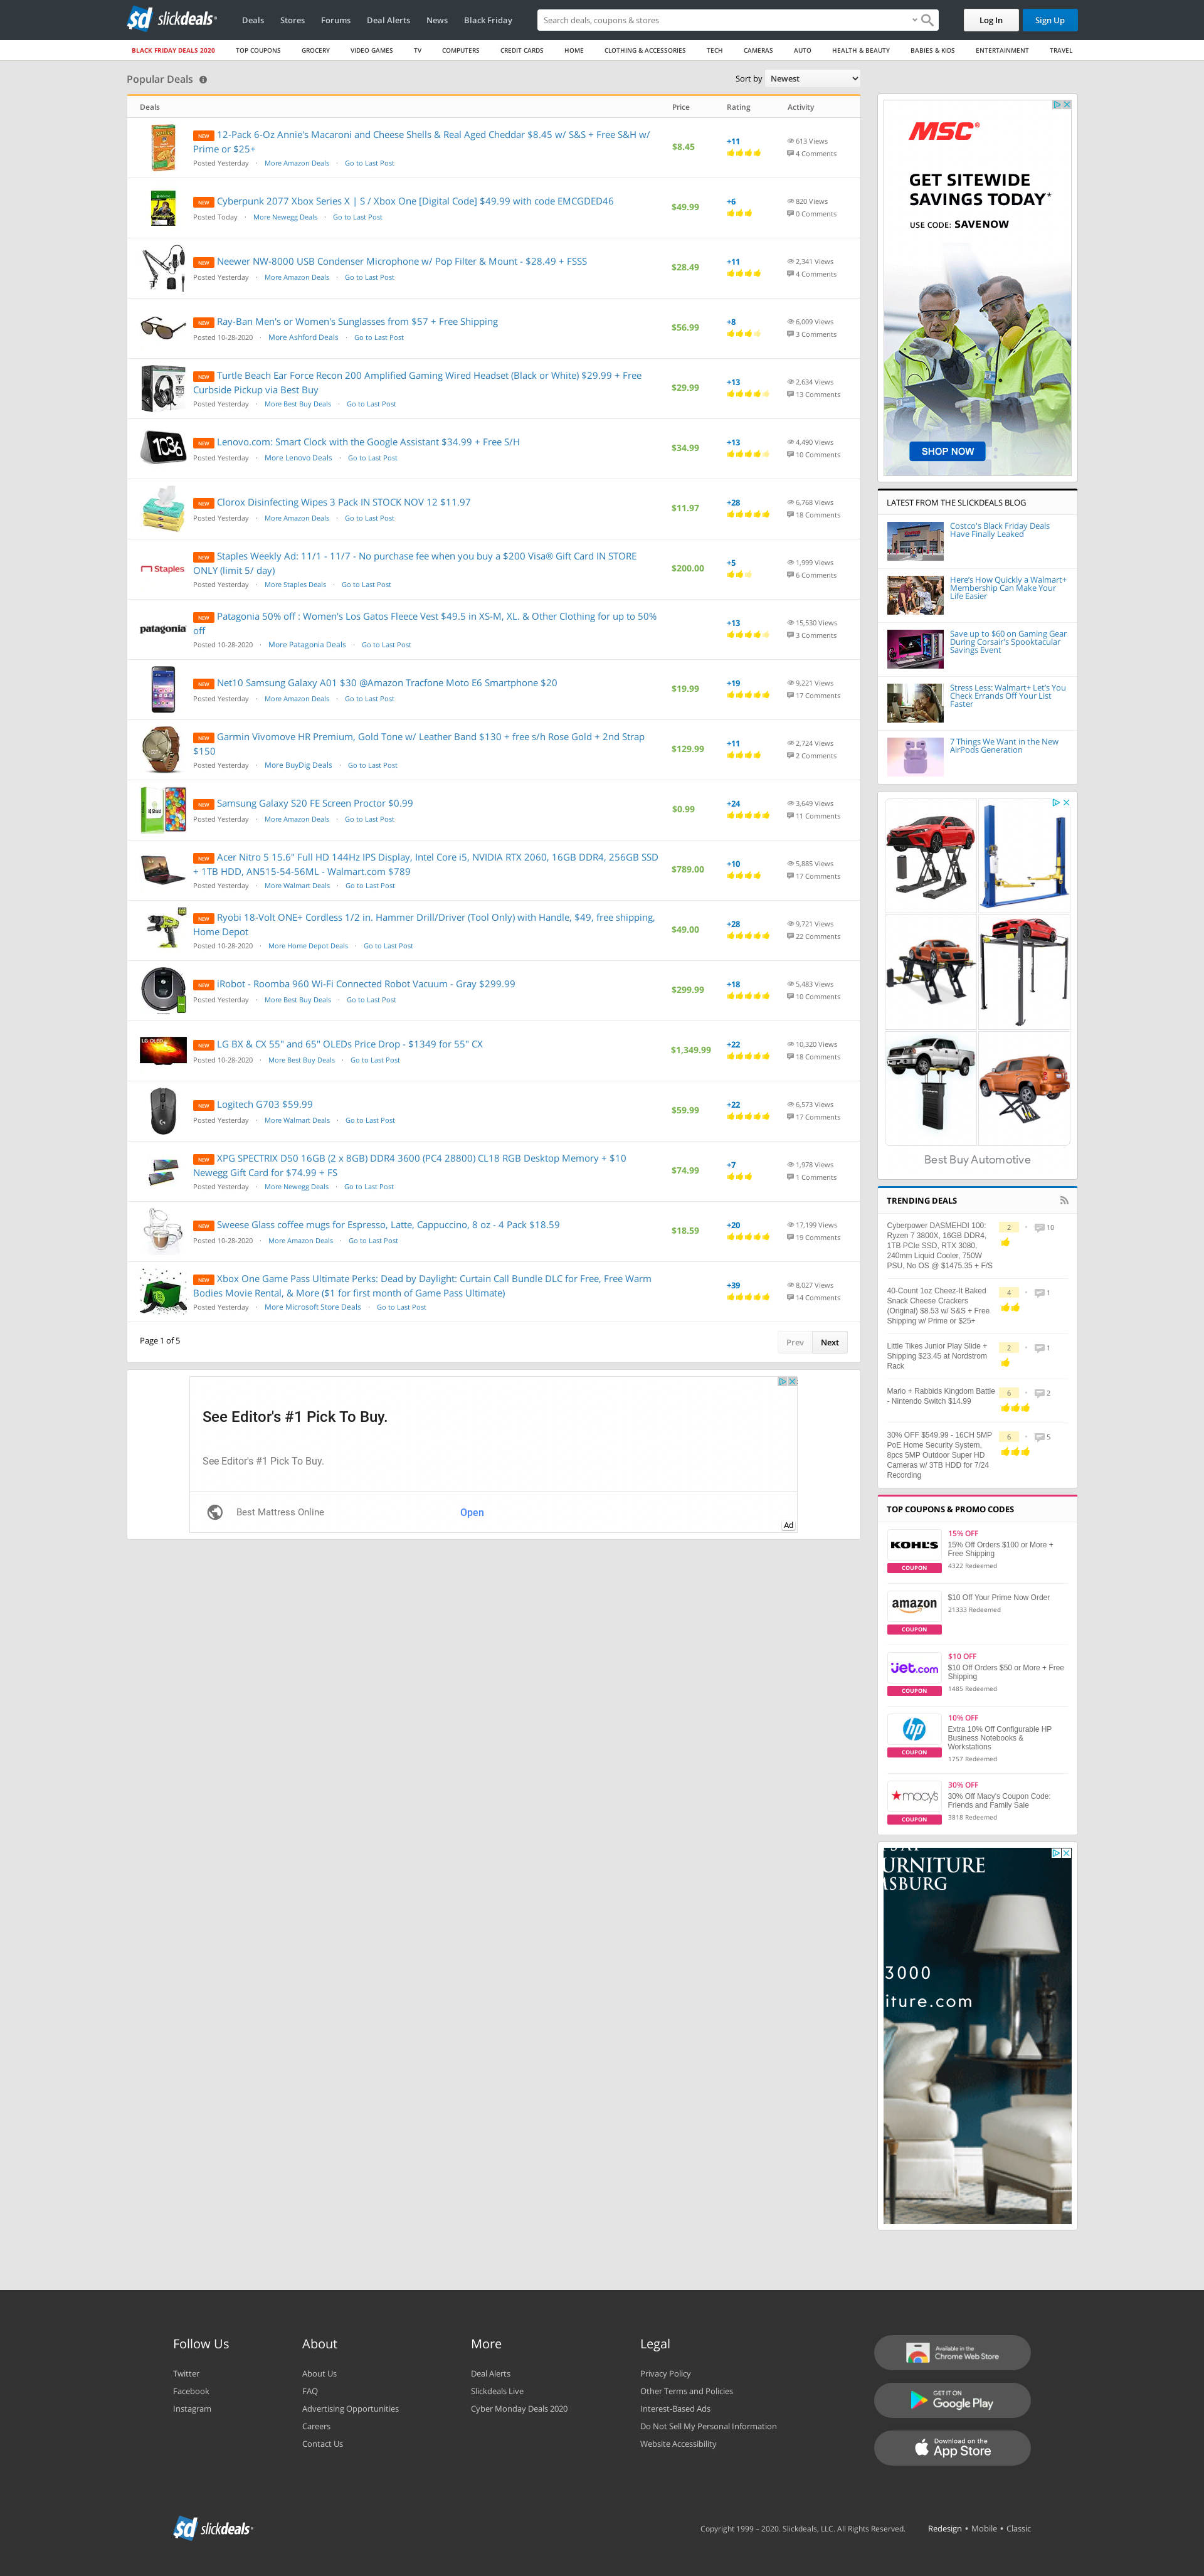 sd slickdeals
Deals
Stores
Forums
Deal Alerts
News
Black Friday
Search deals, coupons & stores
Log In
Sign Up
BLACK FRIDAY DEALS 2020
TOP COUPONS
GROCERY
VIDEO GAMES
TV
COMPUTERS
CREDIT CARDS
HOME
CLOTHING & ACCESSORIES
TECH
CAMERAS
AUTO
HEALTH & BEAUTY
BABIES & KIDS
ENTERTAINMENT
TRAVEL
Popular Deals
Sort by Newest
Deals Price Rating Activity
NEW 12-Pack 6-Oz Annie's Macaroni and Cheese Shells & Real Aged Cheddar $8.45 w/ S&S + Free S&H w/
Prime or $25+
Posted Yesterday · More Amazon Deals · Go to Last Post
$8.45
+11
613 Views
4 Comments
NEW Cyberpunk 2077 Xbox Series X | S / Xbox One [Digital Code] $49.99 with code EMCGDED46
Posted Today · More Newegg Deals · Go to Last Post
$49.99
+6
820 Views
0 Comments
NEW Neewer NW-8000 USB Condenser Microphone w/ Pop Filter & Mount - $28.49 + FSSS
Posted Yesterday · More Amazon Deals · Go to Last Post
$28.49
+11
2,341 Views
4 Comments
NEW Ray-Ban Men's or Women's Sunglasses from $57 + Free Shipping
Posted 10-28-2020 · More Ashford Deals · Go to Last Post
$56.99
+8
6,009 Views
3 Comments
NEW Turtle Beach Ear Force Recon 200 Amplified Gaming Wired Headset (Black or White) $29.99 + Free
Curbside Pickup via Best Buy
Posted Yesterday · More Best Buy Deals · Go to Last Post
$29.99
+13
2,634 Views
13 Comments
1036
NEW Lenovo.com: Smart Clock with the Google Assistant $34.99 + Free S/H
Posted Yesterday · More Lenovo Deals · Go to Last Post
$34.99
+13
4,490 Views
10 Comments
NEW Clorox Disinfecting Wipes 3 Pack IN STOCK NOV 12 $11.97
Posted Yesterday · More Amazon Deals · Go to Last Post
$11.97
+28
6,768 Views
18 Comments
Staples
NEW Staples Weekly Ad: 11/1 - 11/7 - No purchase fee when you buy a $200 Visa® Gift Card IN STORE
ONLY (limit 5/ day)
Posted Yesterday · More Staples Deals · Go to Last Post
$200.00
+5
1,999 Views
6 Comments
patagonia
NEW Patagonia 50% off : Women's Los Gatos Fleece Vest $49.5 in XS-M, XL. & Other Clothing for up to 50%
off
Posted 10-28-2020 · More Patagonia Deals · Go to Last Post
+13
15,530 Views
3 Comments
NEW Net10 Samsung Galaxy A01 $30 @Amazon Tracfone Moto E6 Smartphone $20
Posted Yesterday · More Amazon Deals · Go to Last Post
$19.99
+19
9,221 Views
17 Comments
NEW Garmin Vivomove HR Premium, Gold Tone w/ Leather Band $130 + free s/h Rose Gold + 2nd Strap
$150
Posted Yesterday · More BuyDig Deals · Go to Last Post
$129.99
+11
2,724 Views
2 Comments
NEW Samsung Galaxy S20 FE Screen Proctor $0.99
Posted Yesterday · More Amazon Deals · Go to Last Post
$0.99
+24
3,649 Views
11 Comments
NEW Acer Nitro 5 15.6" Full HD 144Hz IPS Display, Intel Core i5, NVIDIA RTX 2060, 16GB DDR4, 256GB SSD
+ 1TB HDD, AN515-54-56ML - Walmart.com $789
Posted Yesterday · More Walmart Deals · Go to Last Post
$789.00
+10
5,885 Views
17 Comments
NEW Ryobi 18-Volt ONE+ Cordless 1/2 in. Hammer Drill/Driver (Tool Only) with Handle, $49, free shipping,
Home Depot
Posted 10-28-2020 · More Home Depot Deals · Go to Last Post
$49.00
+28
9,721 Views
22 Comments
NEW iRobot - Roomba 960 Wi-Fi Connected Robot Vacuum - Gray $299.99
Posted Yesterday · More Best Buy Deals · Go to Last Post
$299.99
+18
5,483 Views
10 Comments
LG OLED
NEW LG BX & CX 55" and 65" OLEDs Price Drop - $1349 for 55" CX
Posted 10-28-2020 · More Best Buy Deals · Go to Last Post
$1,349.99
+22
10,320 Views
18 Comments
NEW Logitech G703 $59.99
Posted Yesterday · More Walmart Deals · Go to Last Post
$59.99
+22
6,573 Views
17 Comments
NEW XPG SPECTRIX D50 16GB (2 x 8GB) DDR4 3600 (PC4 28800) CL18 RGB Desktop Memory + $10
Newegg Gift Card for $74.99 + FS
Posted Yesterday · More Newegg Deals · Go to Last Post
$74.99
+7
1,978 Views
1 Comments
NEW Sweese Glass coffee mugs for Espresso, Latte, Cappuccino, 8 oz - 4 Pack $18.59
Posted 10-28-2020 · More Amazon Deals · Go to Last Post
$18.59
+20
17,199 Views
19 Comments
NEW Xbox One Game Pass Ultimate Perks: Dead by Daylight: Curtain Call Bundle DLC for Free, Free Warm
Bodies Movie Rental, & More ($1 for first month of Game Pass Ultimate)
Posted Yesterday · More Microsoft Store Deals · Go to Last Post
+39
8,027 Views
14 Comments
Page 1 of 5
Prev
Next
See Editor's #1 Pick To Buy.
See Editor's #1 Pick To Buy.
Best Mattress Online
Open
Ad
MSC
GET SITEWIDE
SAVINGS TODAY*
USE CODE: SAVENOW
SHOP NOW
LATEST FROM THE SLICKDEALS BLOG
Costco's Black Friday Deals
Have Finally Leaked
Here's How Quickly a Walmart+
Membership Can Make Your
Life Easier
Save up to $60 on Gaming Gear
During Corsair's Spooktacular
Savings Event
Stress Less: Walmart+ Let's You
Check Errands Off Your List
Faster
7 Things We Want in the New
AirPods Generation
Best Buy Automotive
TRENDING DEALS
Cyberpower DASMEHDI 100:
Ryzen 7 3800X, 16GB DDR4,
1TB PCIe SSD, RTX 3080,
240mm Liquid Cooler, 750W
PSU, No OS @ $1475.35 + F/S
2 • 10
40-Count 1oz Cheez-It Baked
Snack Cheese Crackers
(Original) $8.53 w/ S&S + Free
Shipping w/ Prime or $25+
4 • 1
Little Tikes Junior Play Slide +
Shipping $23.45 at Nordstrom
Rack
2 • 1
Mario + Rabbids Kingdom Battle
- Nintendo Switch $14.99
6 • 2
30% OFF $549.99 - 16CH 5MP
PoE Home Security System,
8pcs 5MP Outdoor Super HD
Cameras w/ 3TB HDD for 7/24
Recording
6 • 5
TOP COUPONS & PROMO CODES
KOHL'S
COUPON
15% OFF
15% Off Orders $100 or More +
Free Shipping
4322 Redeemed
amazon
COUPON
$10 Off Your Prime Now Order
21333 Redeemed
jet.com
COUPON
$10 OFF
$10 Off Orders $50 or More + Free
Shipping
1485 Redeemed
hp
COUPON
10% OFF
Extra 10% Off Configurable HP
Business Notebooks &
Workstations
1757 Redeemed
macy's
COUPON
30% OFF
30% Off Macy's Coupon Code:
Friends and Family Sale
3818 Redeemed
URNITURE
MSBURG
3000
iture.com
Follow Us
Twitter
Facebook
Instagram
About
About Us
FAQ
Advertising Opportunities
Careers
Contact Us
More
Deal Alerts
Slickdeals Live
Cyber Monday Deals 2020
Legal
Privacy Policy
Other Terms and Policies
Interest-Based Ads
Do Not Sell My Personal Information
Website Accessibility
Available in the
Chrome Web Store
GET IT ON
Google Play
Download on the
App Store
sd slickdeals
Copyright 1999 – 2020. Slickdeals, LLC. All Rights Reserved.
Redesign • Mobile • Classic